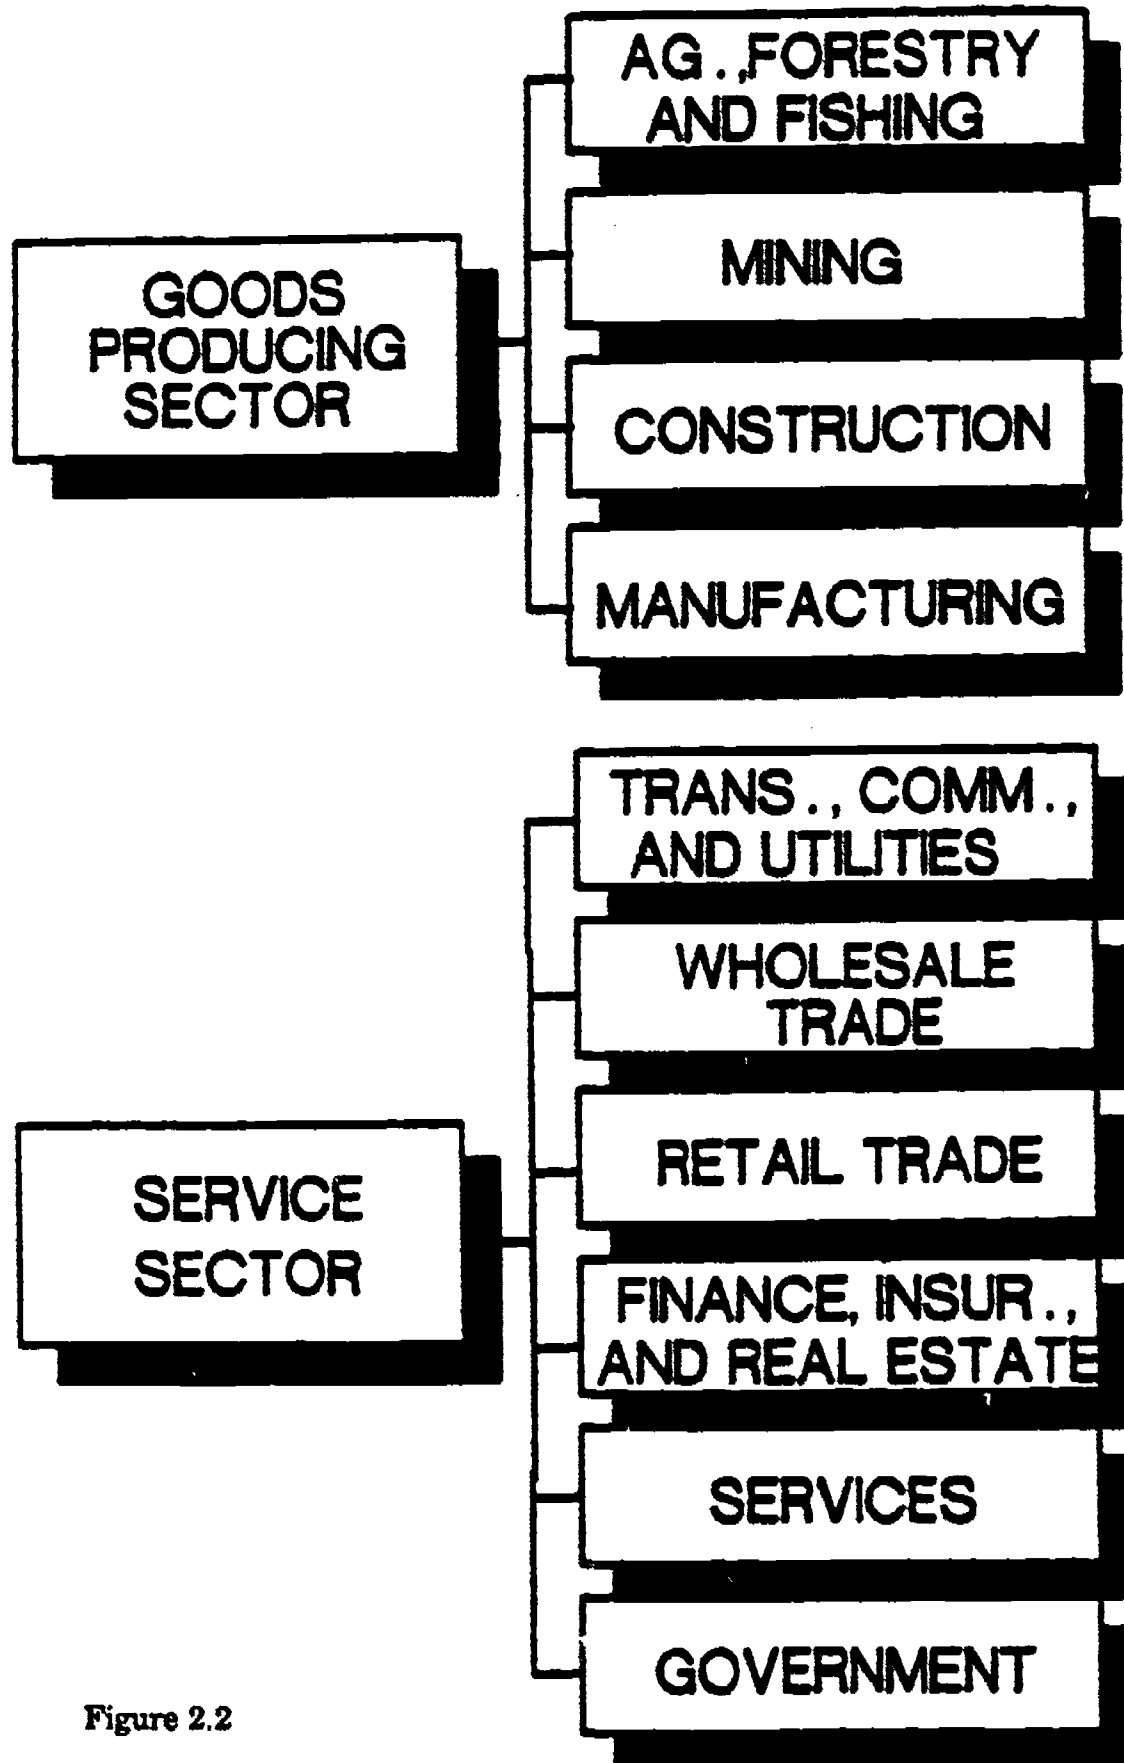 AG.,FORESTRY
AND FISHING
MINING
GOODS
PRODUCING
SECTOR
CONSTRUCTION
MANUFACTURING
TRANS., COMM.,
AND UTILITIES
WHOLESALE
TRADE
RETAIL TRADE
SERVICE
SECTOR
FINANCE, INSUR.,
AND REAL ESTATE
SERVICES
GOVERNMENT
Figure 2.2